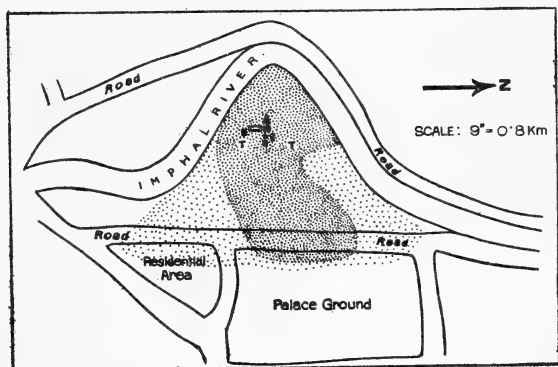 Road
IMPHAL RIVER.
Z
SCALE: 9"= 0·8 Km
T T
Road
Road
Road
Residential
Area
Palace Ground